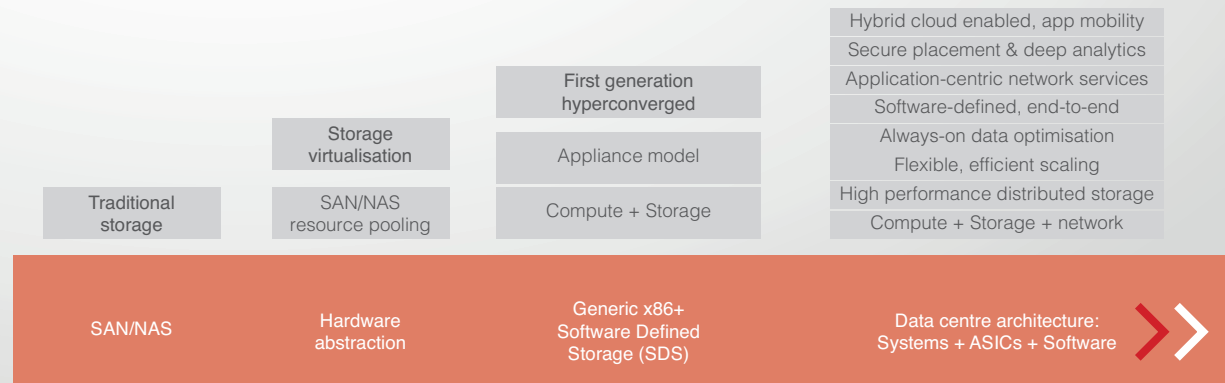 Traditional
storage
Storage
virtualisation
SAN/NAS
resource pooling
First generation
hyperconverged
Appliance model
Compute + Storage
Hybrid cloud enabled, app mobility
Secure placement & deep analytics
Application-centric network services
Software-defined, end-to-end
Always-on data optimisation
Flexible, efficient scaling
High performance distributed storage
Compute + Storage + network
SAN/NAS
Hardware
abstraction
Generic x86+
Software Defined
Storage (SDS)
Data centre architecture:
Systems + ASICs + Software